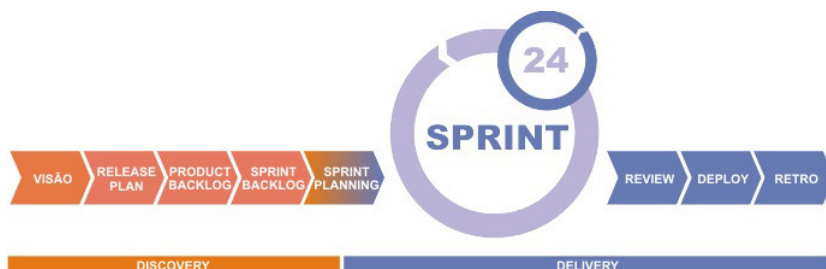 24
SPRINT
VISÃO
RELEASE
PLAN
PRODUCT
BACKLOG
SPRINT
BACKLOG
SPRINT
PLANNING
REVIEW
DEPLOY
RETRO
DISCOVERY
DELIVERY